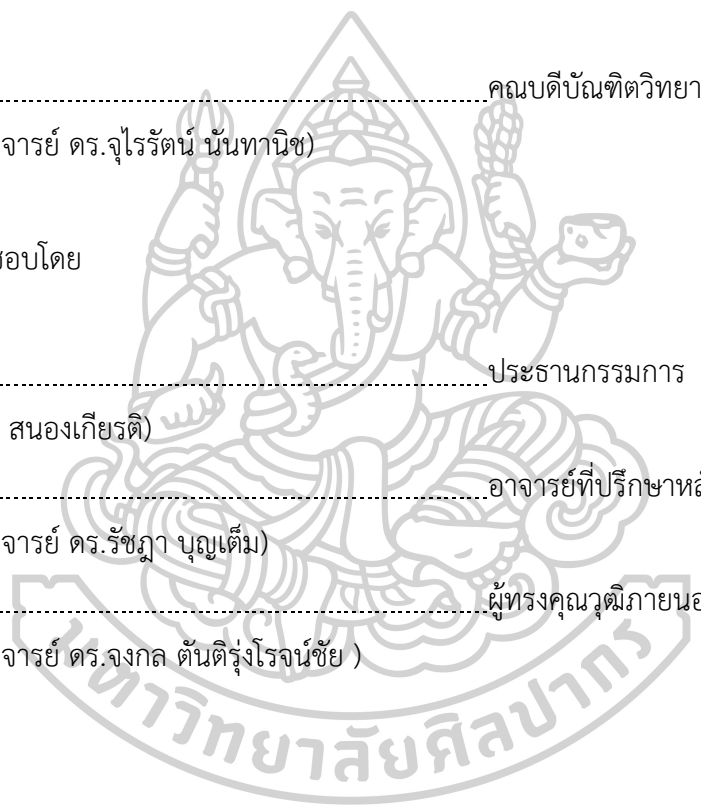 คณบดีบัณฑิตวิทยา
จารย์ ดร.จุไรรัตน์ นันทานิช)
สอบโดย
ประธานกรรมการ
สนองเกียรติ)
อาจารย์ที่ปรึกษาหลั
จารย์ ดร.รัชฎา บุญเต็ม)
ผู้ทรงคุณวุฒิภายนอ
จารย์ ดร.จงกล ตันติรุ่งโรจน์ชัย )
มหาวิทยาลัยศิลปากร